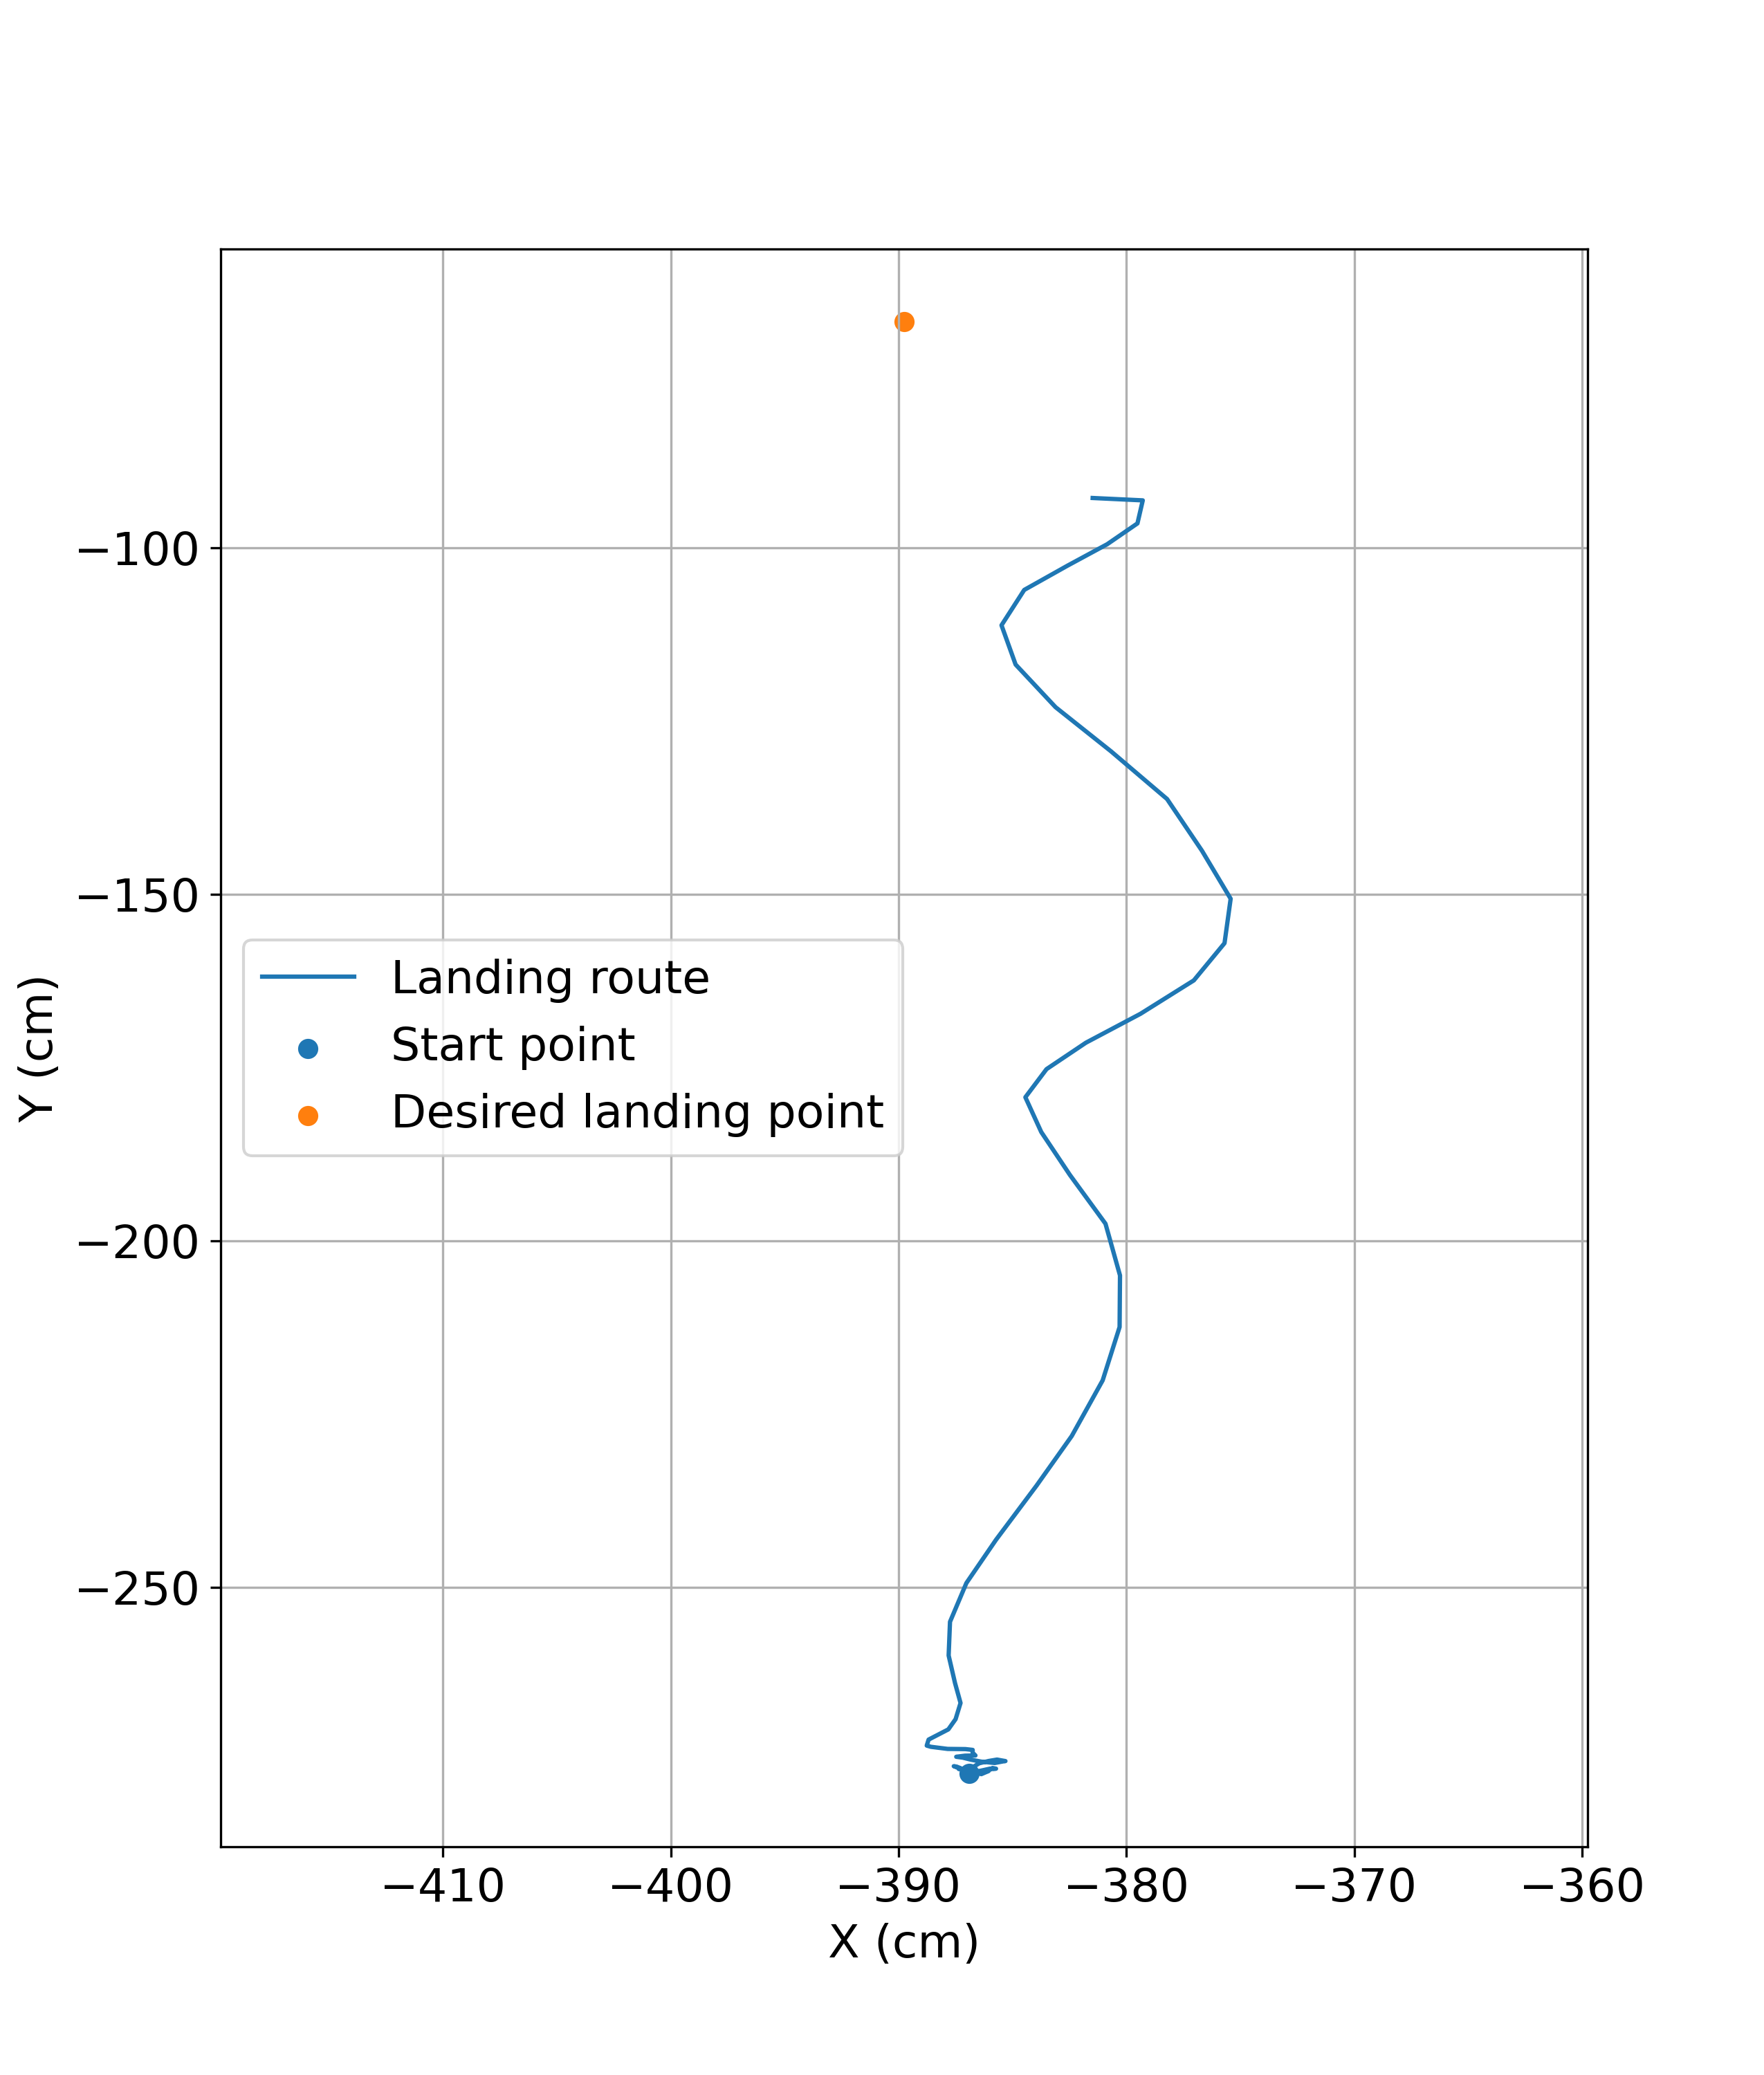 −100
−150
Landing route
Start point
Desired landing point
Y (cm)
−200
−250
−410 −400 −390 −380 −370 −360
X (cm)